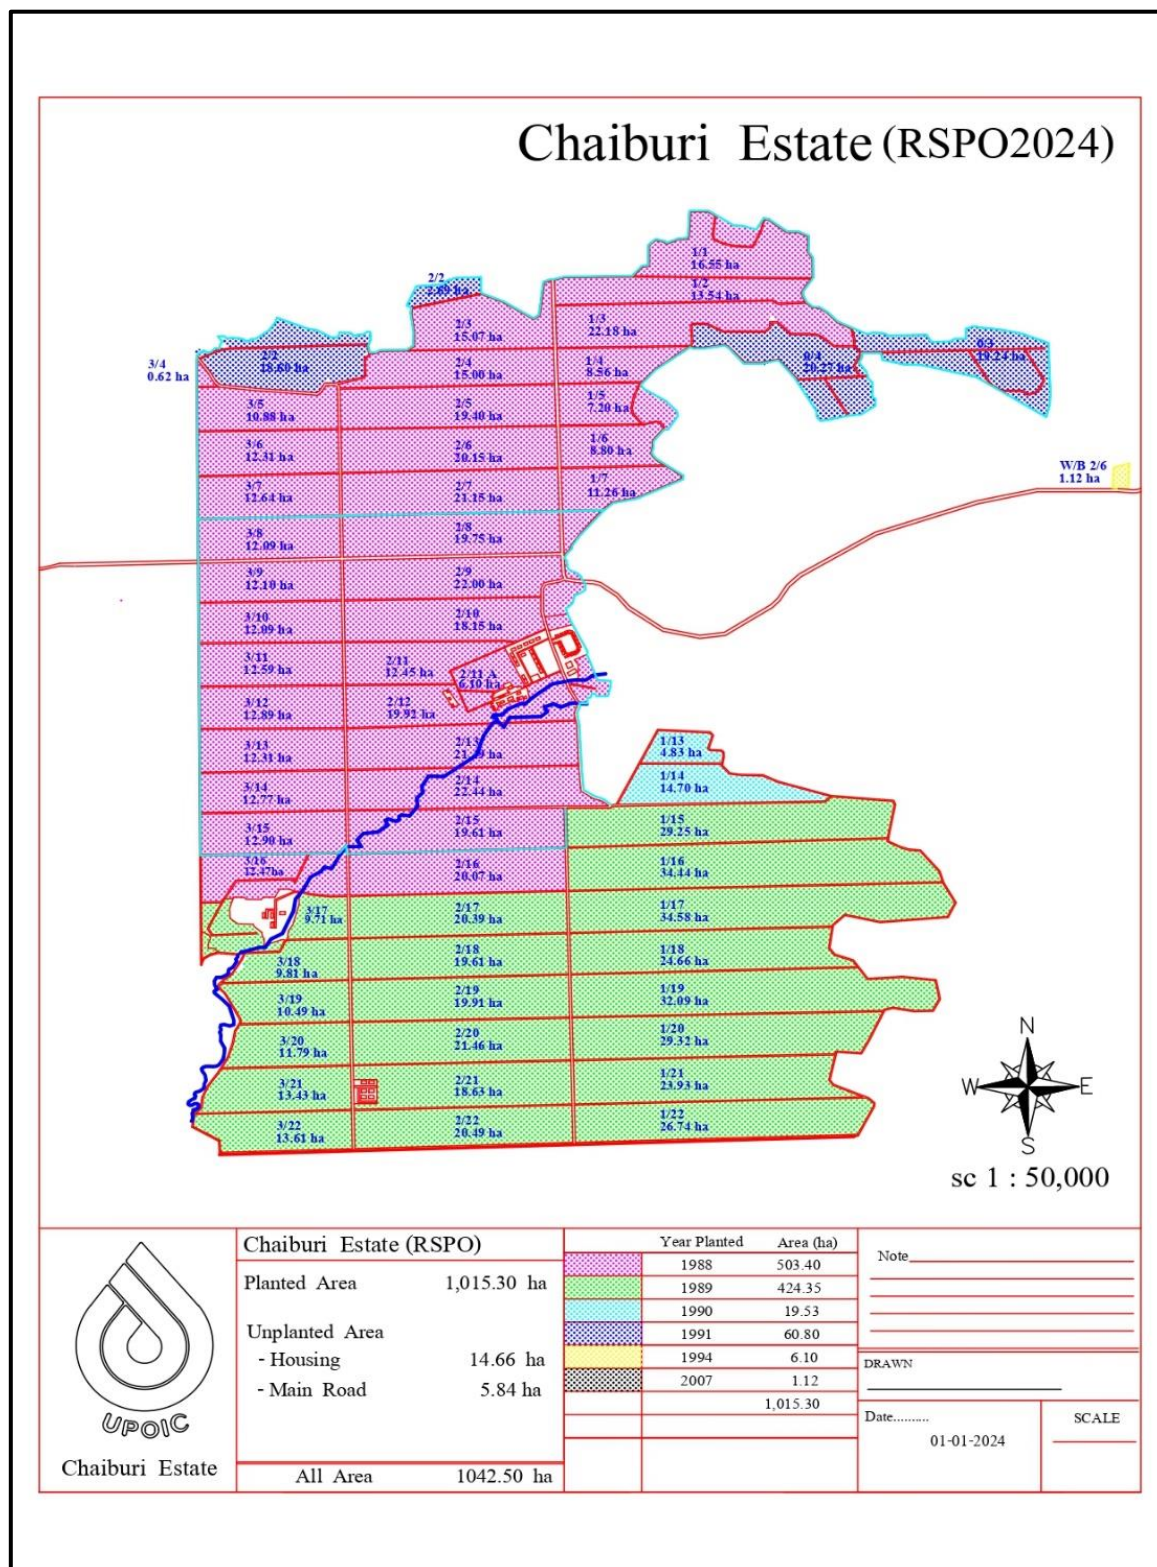 Chaiburi Estate (RSPO2024)
1/1
16.55 ha
1/2
13.54 ha
2/2
2.69 ha
2/3
15.07 ha
1/3
22.18 ha
0/3
19.24 ha
0/4
20.27 ha
2/2
18.60 ha
3/4
0.62 ha
2/4
15.00 ha
1/4
8.56 ha
3/5
10.88 ha
2/5
19.40 ha
1/5
7.20 ha
3/6
12.31 ha
2/6
20.15 ha
1/6
8.80 ha
W/B 2/6
1.12 ha
3/7
12.64 ha
2/7
21.15 ha
1/7
11.26 ha
3/8
12.09 ha
2/8
19.75 ha
3/9
12.10 ha
2/9
22.00 ha
3/10
12.09 ha
2/10
18.15 ha
3/11
12.59 ha
2/11
12.45 ha
2/11 A
6.10 ha
3/12
12.89 ha
2/12
19.92 ha
3/13
12.31 ha
2/13
1/13
4.83 ha
3/14
12.77 ha
2/14
22.44 ha
1/14
14.70 ha
3/15
12.90 ha
2/15
19.61 ha
1/15
29.25 ha
3/16
12.47ha
2/16
20.07 ha
1/16
34.44 ha
3/17
9.71 ha
2/17
20.39 ha
1/17
34.58 ha
3/18
9.81 ha
2/18
19.61 ha
1/18
24.66 ha
3/19
10.49 ha
2/19
19.91 ha
1/19
32.09 ha
3/20
11.79 ha
2/20
21.46 ha
1/20
29.32 ha
3/21
13.43 ha
2/21
18.63 ha
1/21
23.93 ha
3/22
13.61 ha
2/22
20.49 ha
1/22
26.74 ha
N
W E
S
sc 1 : 50,000
UPOIC
Chaiburi Estate
Chaiburi Estate (RSPO)
Planted Area 1,015.30 ha
Unplanted Area
- Housing 14.66 ha
- Main Road 5.84 ha
All Area 1042.50 ha
Year Planted Area (ha)
1988 503.40
1989 424.35
1990 19.53
1991 60.80
1994 6.10
2007 1.12
1,015.30
Note
DRAWN
Date..........
01-01-2024
SCALE